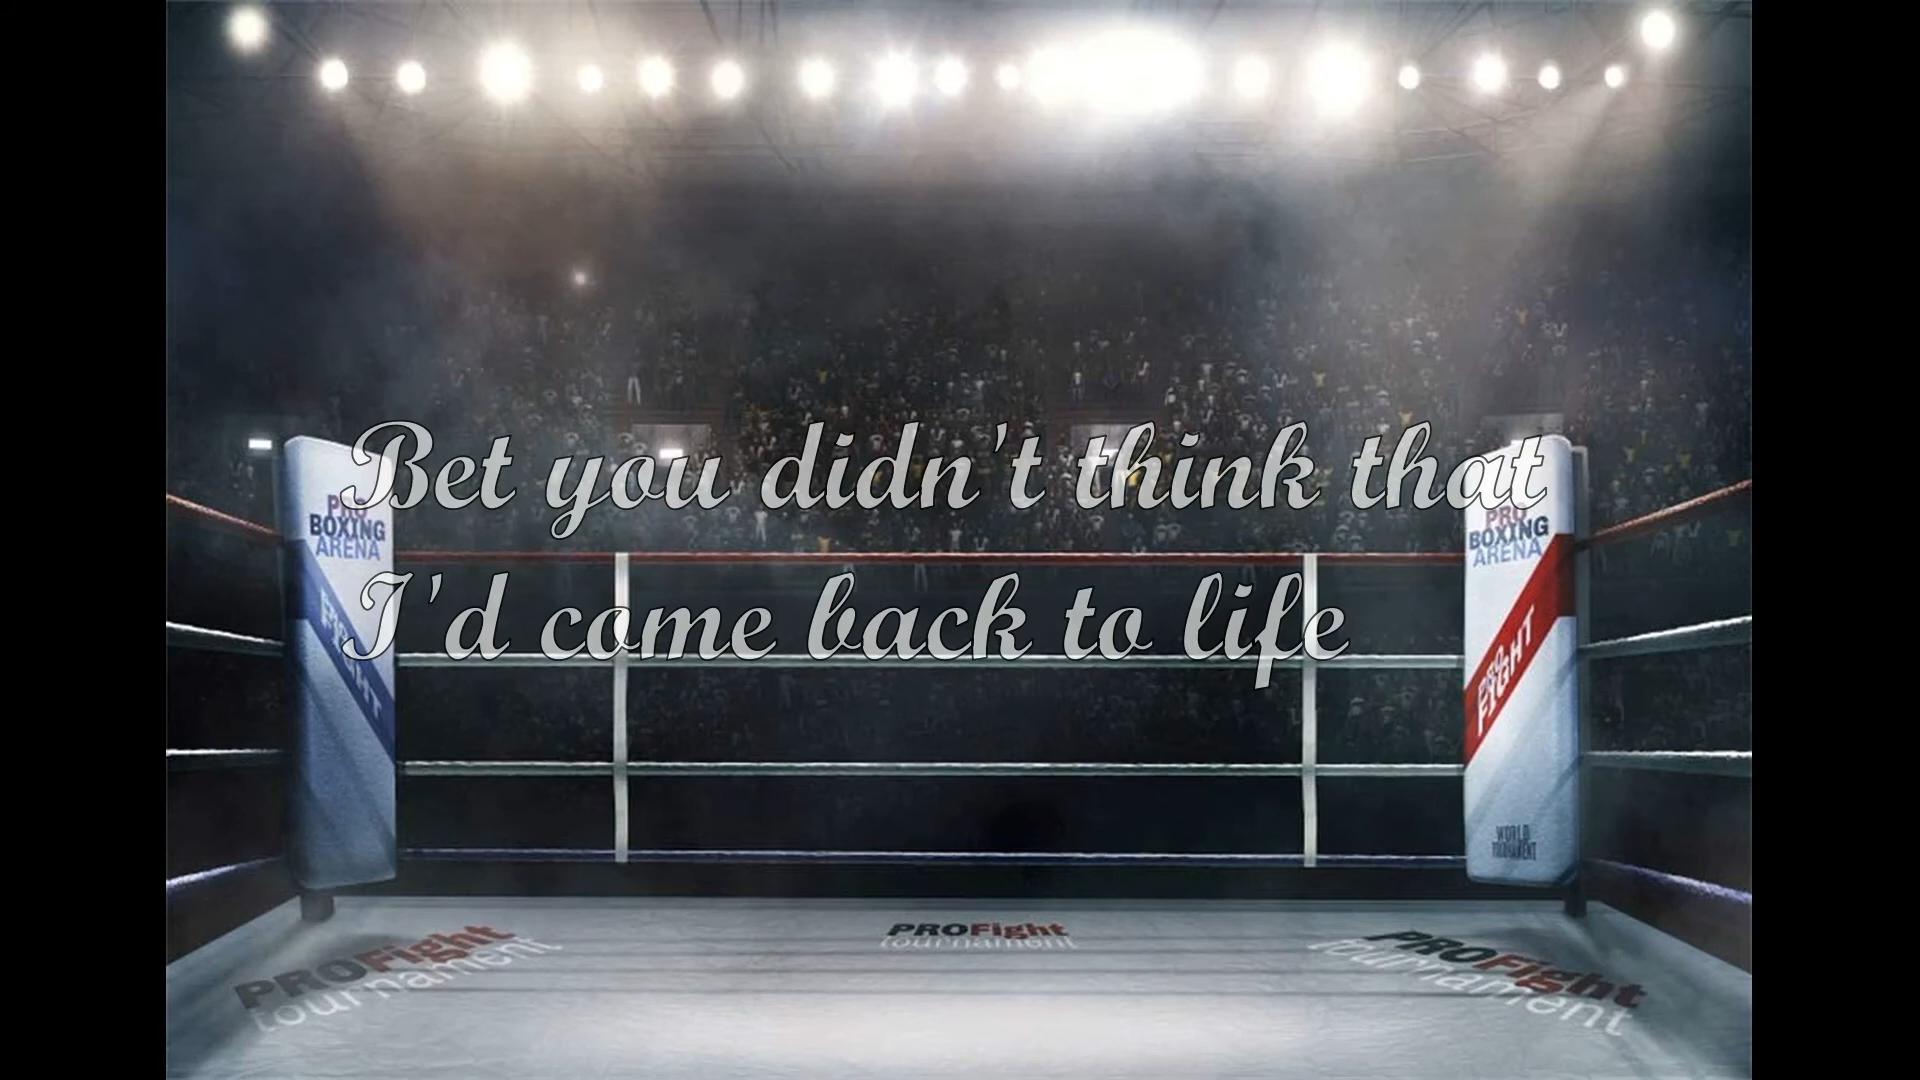 Bet you didn't think that
I'd come back to life
PRO
BOXING
ARENA
FIGHT
PRO
BOXING
ARENA
PRO
FIGHT
WORLD
TOURNAMENT
PROFight
tournament
PROFight
tournament
PROFight
tournament